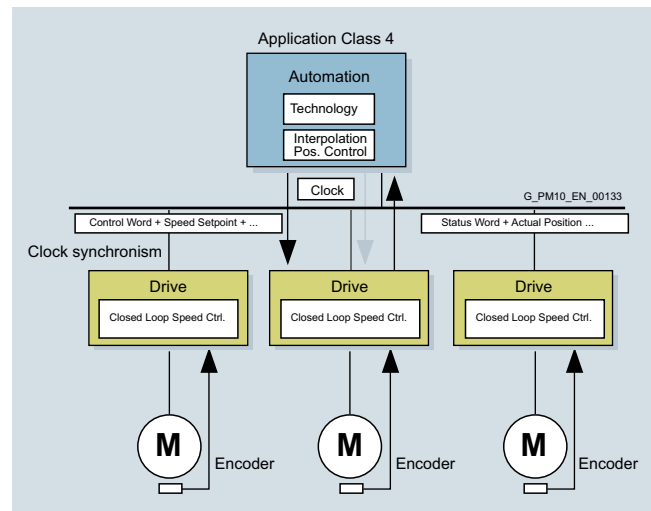 Application Class 4
Automation
Technology
Interpolation
Pos. Control
Clock
G_PM10_EN_00133
Control Word + Speed Setpoint + ...
Status Word + Actual Position ...
Clock synchronism
Drive
Drive
Drive
Closed Loop Speed Ctrl.
Closed Loop Speed Ctrl.
Closed Loop Speed Ctrl.
M
M
M
Encoder
Encoder
Encoder